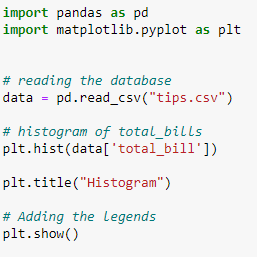 import pandas as pd
import matplotlib.pyplot as plt
# reading the database
data = pd.read_csv("tips.csv")
# histogram of total_bills
plt.hist(data['total_bill'])
plt.title("Histogram")
# Adding the legends
plt.show()